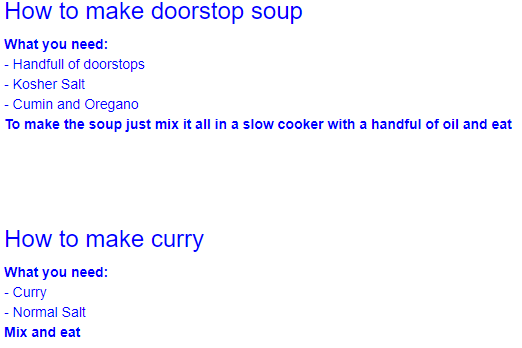 How to make doorstop soup
What you need:
- Handfull of doorstops
- Kosher Salt
- Cumin and Oregano
To make the soup just mix it all in a slow cooker with a handful of oil and eat
How to make curry
What you need:
- Curry
- Normal Salt
Mix and eat